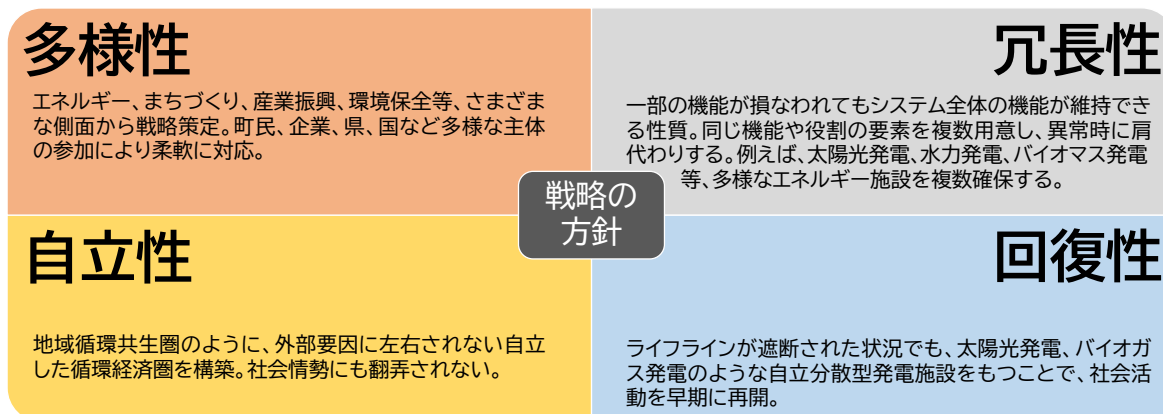 多様性
エネルギー、まちづくり、産業振興、環境保全等、さまざま
な側面から戦略策定。町民、企業、県、国など多様な主体
の参加により柔軟に対応。
冗長性
一部の機能が損なわれてもシステム全体の機能が維持でき
る性質。同じ機能や役割の要素を複数用意し、異常時に肩
代わりする。例えば、太陽光発電、水力発電、バイオマス発電
等、多様なエネルギー施設を複数確保する。
戦略の
方針
自立性
地域循環共生圏のように、外部要因に左右されない自立
した循環経済圏を構築。社会情勢にも翻弄されない。
回復性
ライフラインが遮断された状況でも、太陽光発電、バイオガ
ス発電のような自立分散型発電施設をもつことで、社会活
動を早期に再開。